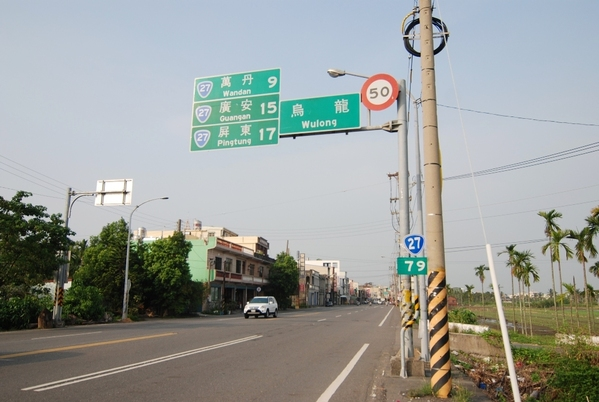 27 萬丹 9
Wandan
27 廣安 15
Guangan
27 屏東 17
Pingtung
烏龍
Wulong
50
27
79